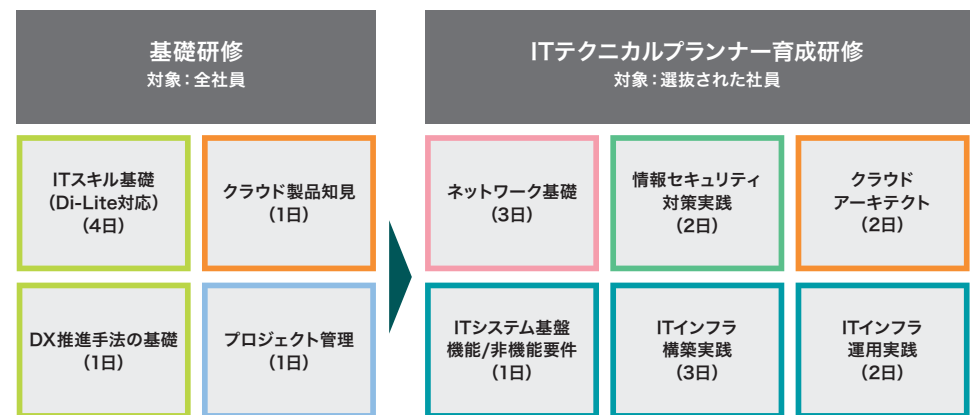 基礎研修
対象：全社員
ITテクニカルプランナー育成研修
対象：選抜された社員
ITスキル基礎
（Di-Lite対応）
（4日）
クラウド製品知見
（1日）
ネットワーク基礎
（3日）
情報セキュリティ
対策実践
（2日）
クラウド
アーキテクト
（2日）
DX推進手法の基礎
（1日）
プロジェクト管理
（1日）
ITシステム基盤
機能/非機能要件
（1日）
ITインフラ
構築実践
（3日）
ITインフラ
運用実践
（2日）